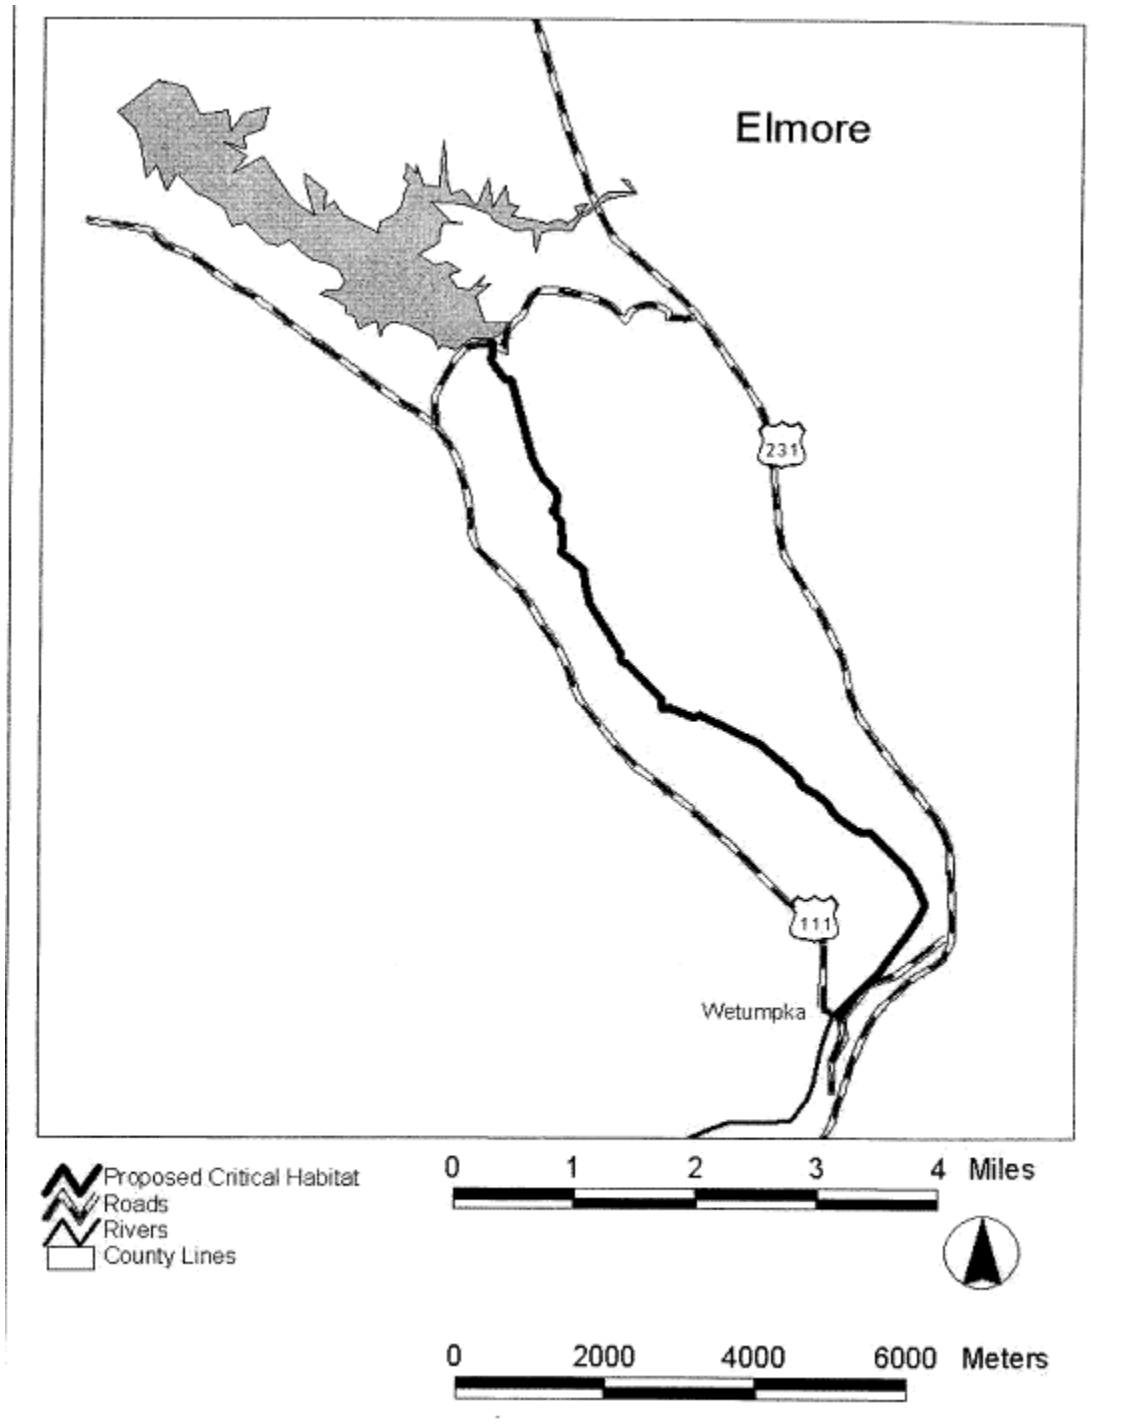 Elmore
231
111
Wetumpka
Proposed Critical Habitat
Roads
Rivers
County Lines
0 1 2 3 4 Miles
0 2000 4000 6000 Meters